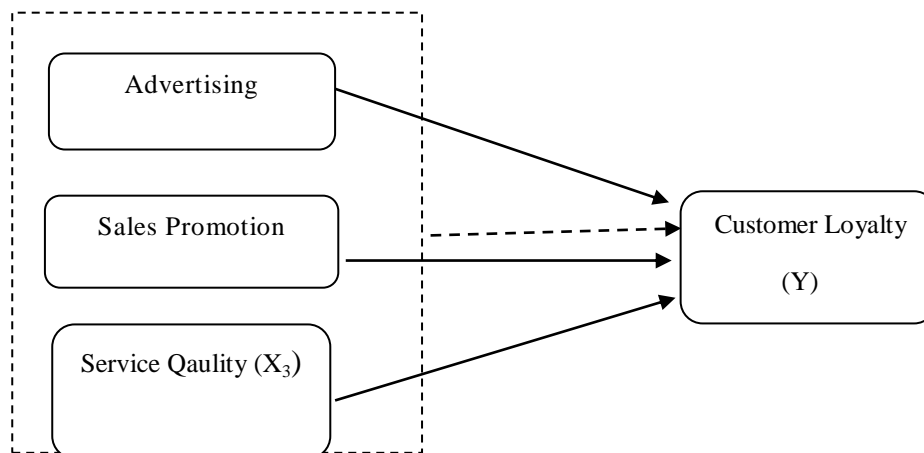 Advertising
Sales Promotion
Service Qaulity (X₃)
Customer Loyalty
(Y)